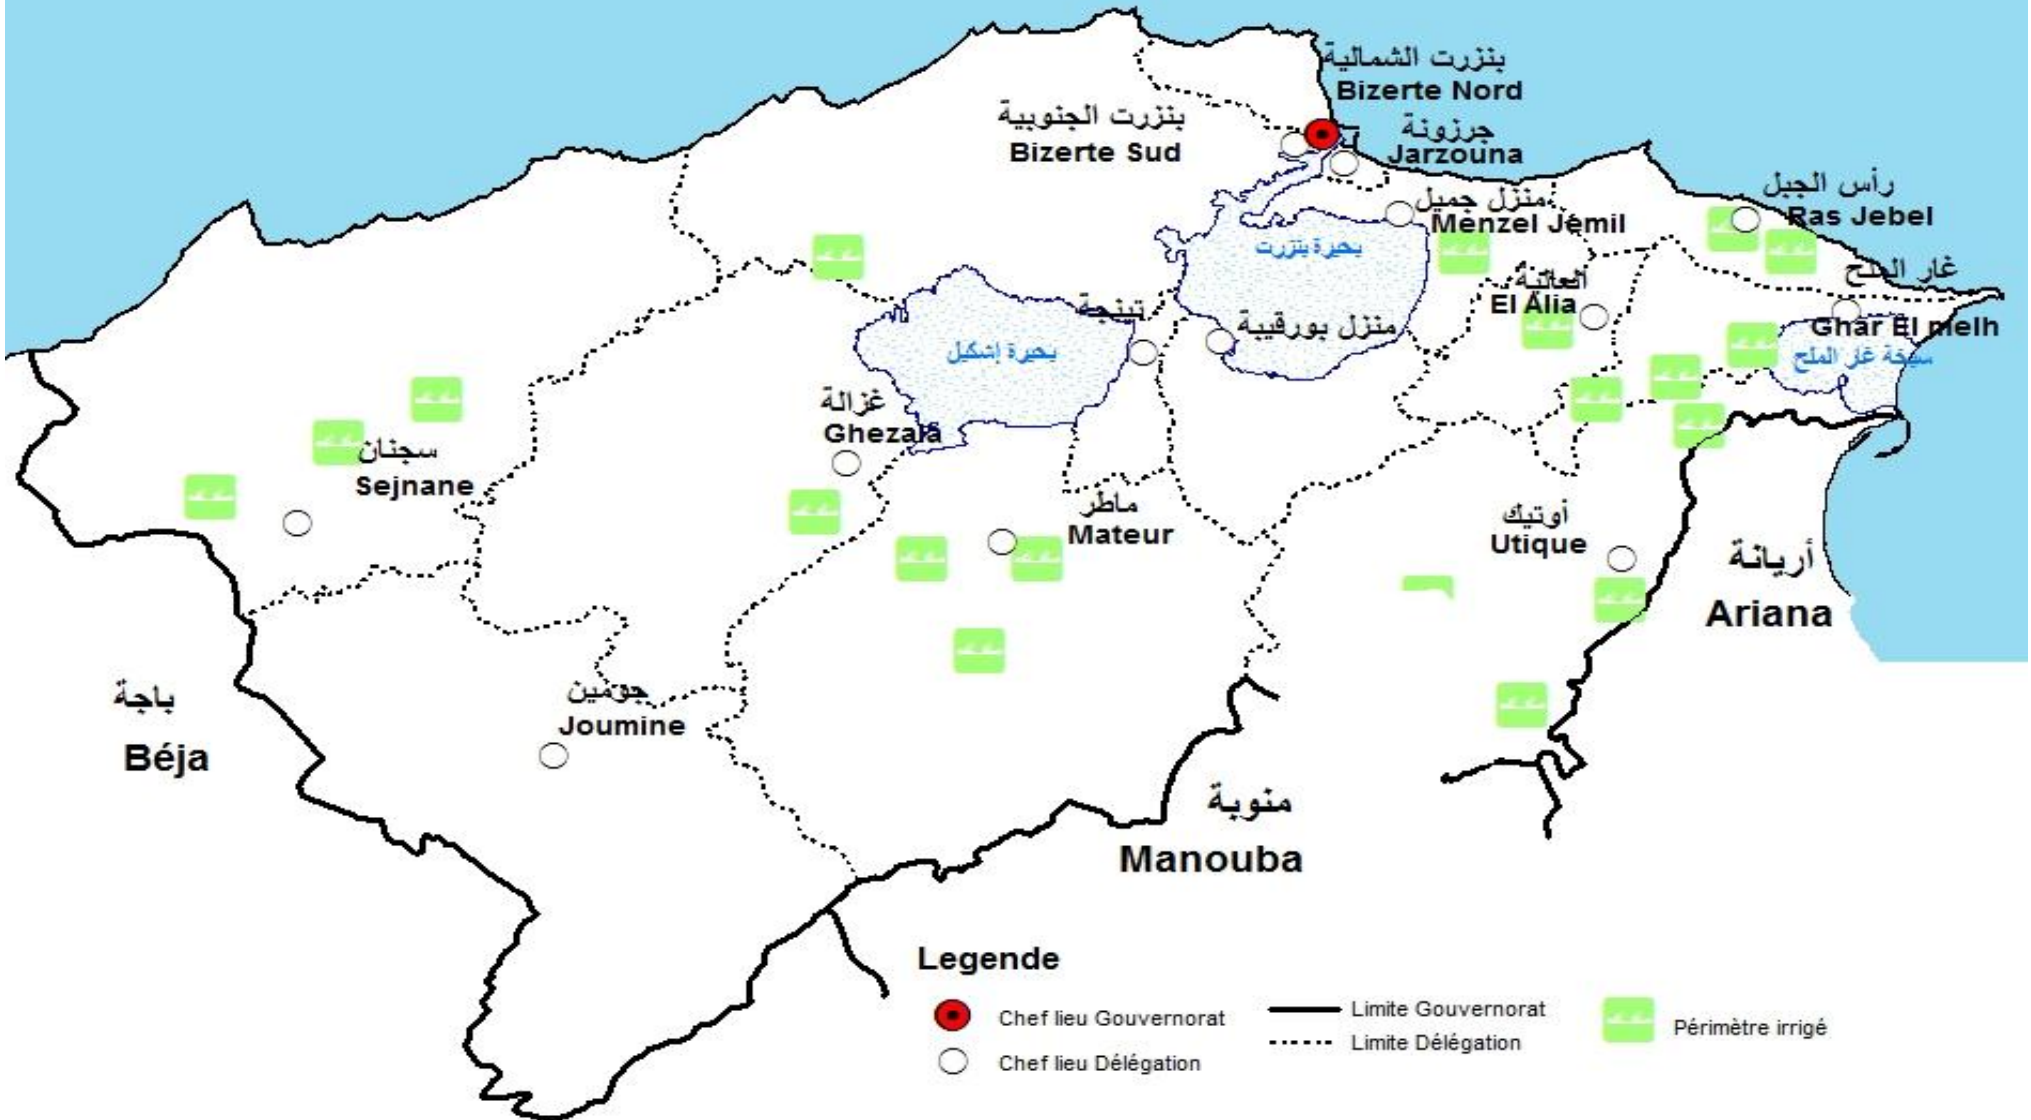 بنزرت الشمالية
Bizerte Nord
بنزرت الجنوبية
Bizerte Sud
جرزونة
Jarzouna
رأس الجبل
Ras Jebel
منزل جميل
Menzel Jemil
بحيرة بنزرت
غار الملح
Ghar El melh
العالية
El Alia
تينجة
منزل بورقيبة
بحيرة إشكيل
سبخة غار الملح
غزالة
Ghezala
سجنان
Sejnane
ماطر
Mateur
أوتيك
Utique
أريانة
Ariana
باجة
Béja
جومين
Joumine
منوبة
Manouba
Legende
Chef lieu Gouvernorat
Chef lieu Délégation
Limite Gouvernorat
Limite Délégation
Périmètre irrigé